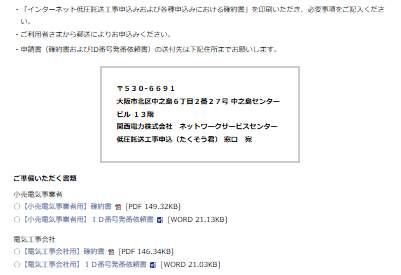 ・「インターネット低圧託送工事申込みおよび各種申込みにおける確約書」を印刷いただき、必要事項をご記入くださ
い。
・ご利用者さまから郵送によりお申込みください。
・申請書（確約書およびID番号発番依頼書）の送付先は下記住所までお願いします。
〒５３０-６６９１
大阪市北区中之島６丁目２番２７号 中之島センター
ビル １３階
関西電力株式会社　ネットワークサービスセンター
低圧託送工事申込（たくそう君） 窓口　宛
ご準備いただく書類
小売電気事業者
○【小売電気事業者用】確約書 [PDF 149.32KB]
○【小売電気事業者用】ＩＤ番号発番依頼書 [WORD 21.13KB]
電気工事会社
○【電気工事会社用】確約書 [PDF 146.34KB]
○【電気工事会社用】ＩＤ番号発番依頼書 [WORD 21.03KB]